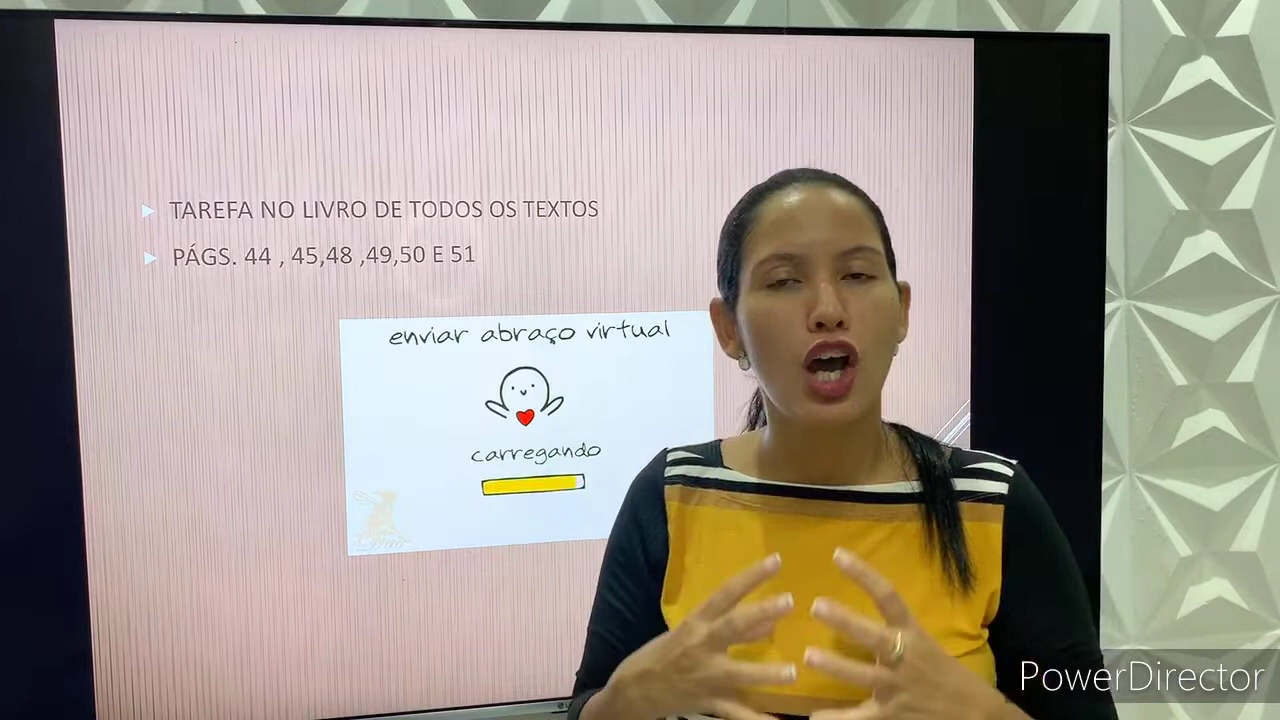 TAREFA NO LIVRO DE TODOS OS TEXTOS
PÁGS. 44 , 45,48 ,49,50 E 51
enviar abraço virtual
carregando
PowerDirector